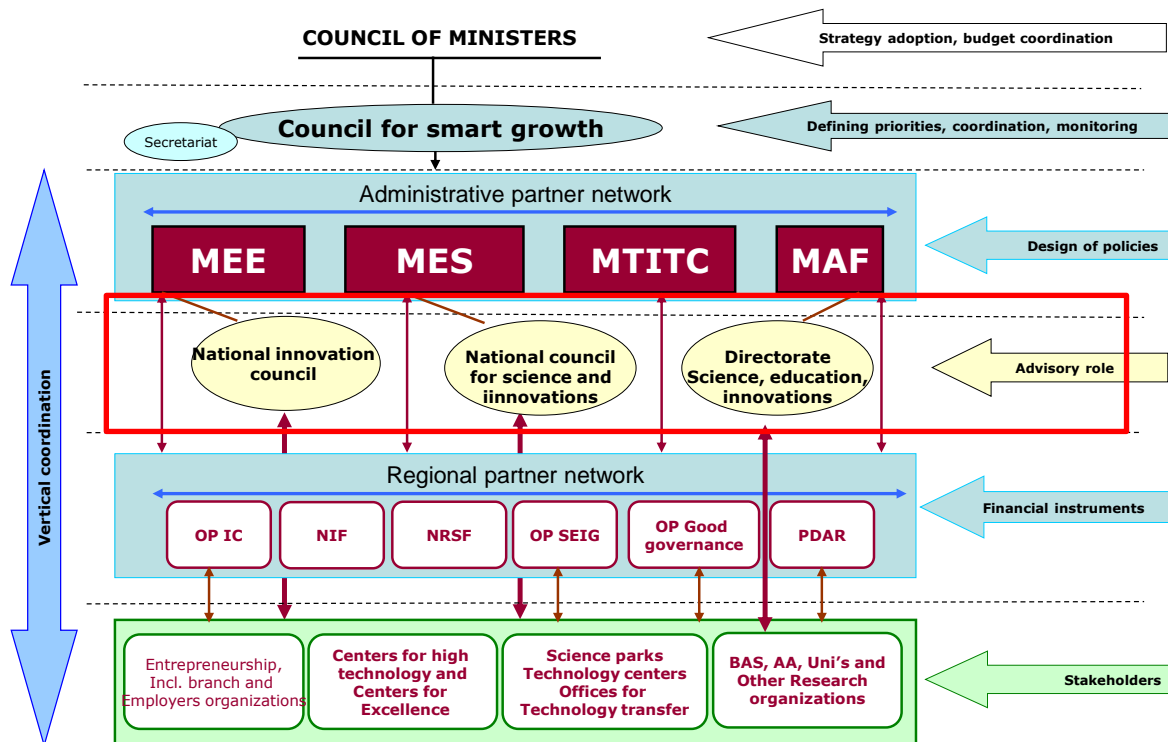 COUNCIL OF MINISTERS
Strategy adoption, budget coordination
Council for smart growth
Secretariat
Defining priorities, coordination, monitoring
Administrative partner network
MEE
MES
MTITC
MAF
Design of policies
National innovation
council
National council
for science and
iinnovations
Directorate
Science, education,
innovations
Advisory role
Vertical coordination
Regional partner network
OP IC
NIF
NRSF
OP SEIG
OP Good
governance
PDAR
Financial instruments
Entrepreneurship,
Incl. branch and
Employers organizations
Centers for high
technology and
Centers for
Excellence
Science parks
Technology centers
Offices for
Technology transfer
BAS, AA, Uni's and
Other Research
organizations
Stakeholders